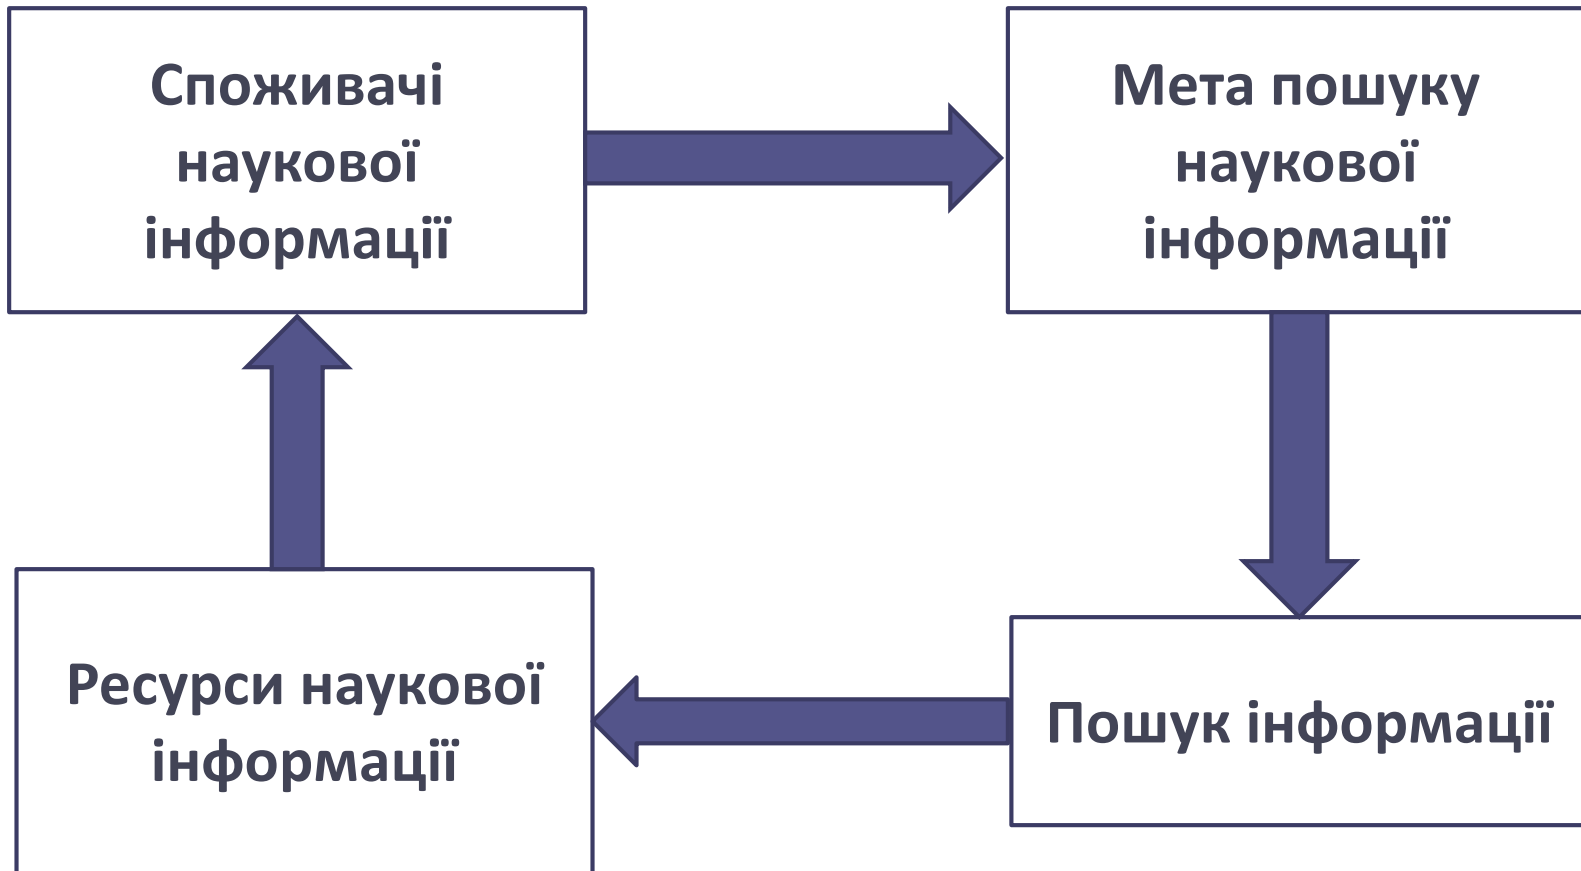 Споживачі
наукової
інформації
Мета пошуку
наукової
інформації
Ресурси наукової
інформації
Пошук інформації